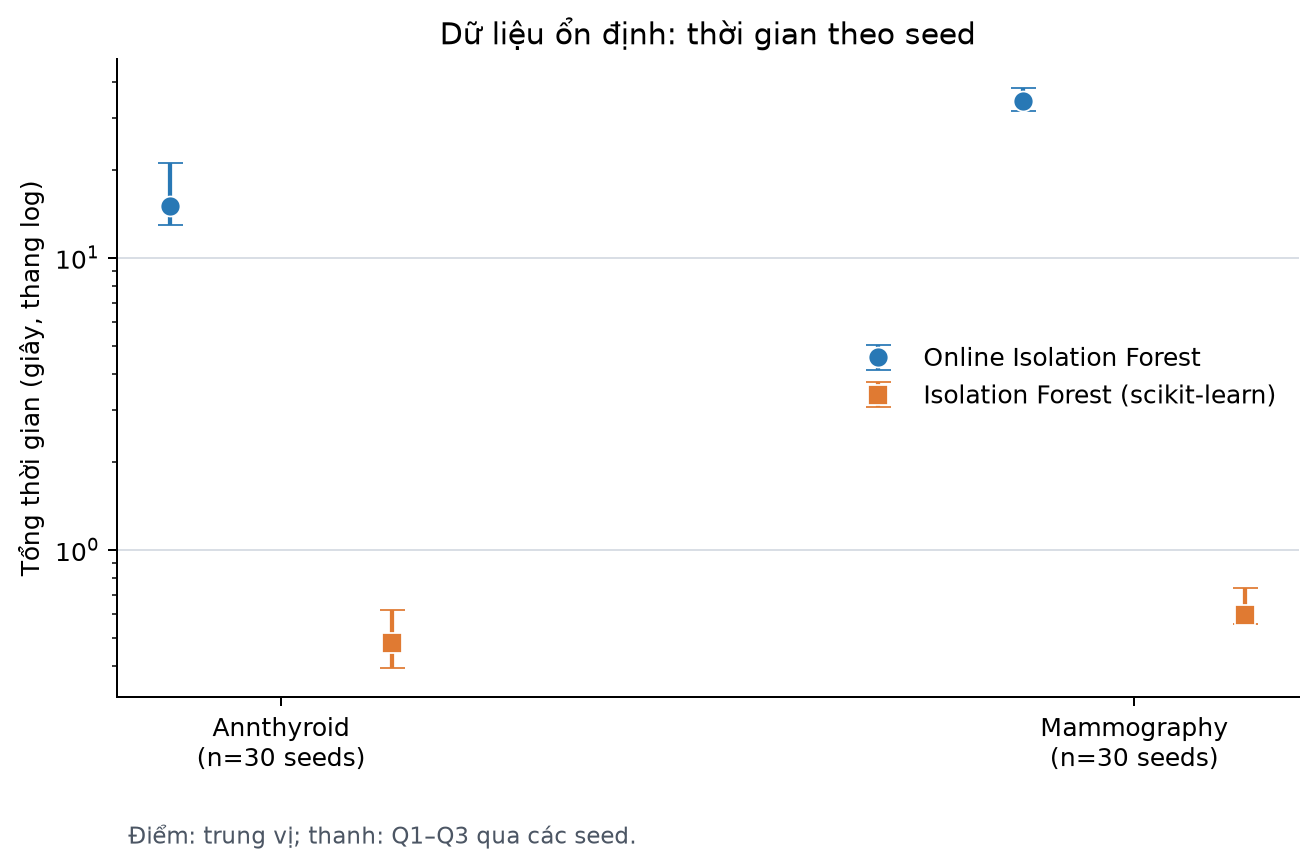 Dữ liệu ổn định: thời gian theo seed
Tổng thời gian (giây, thang log)
10¹
10⁰
Online Isolation Forest
Isolation Forest (scikit-learn)
Annthyroid
(n=30 seeds)
Mammography
(n=30 seeds)
Điểm: trung vị; thanh: Q1–Q3 qua các seed.